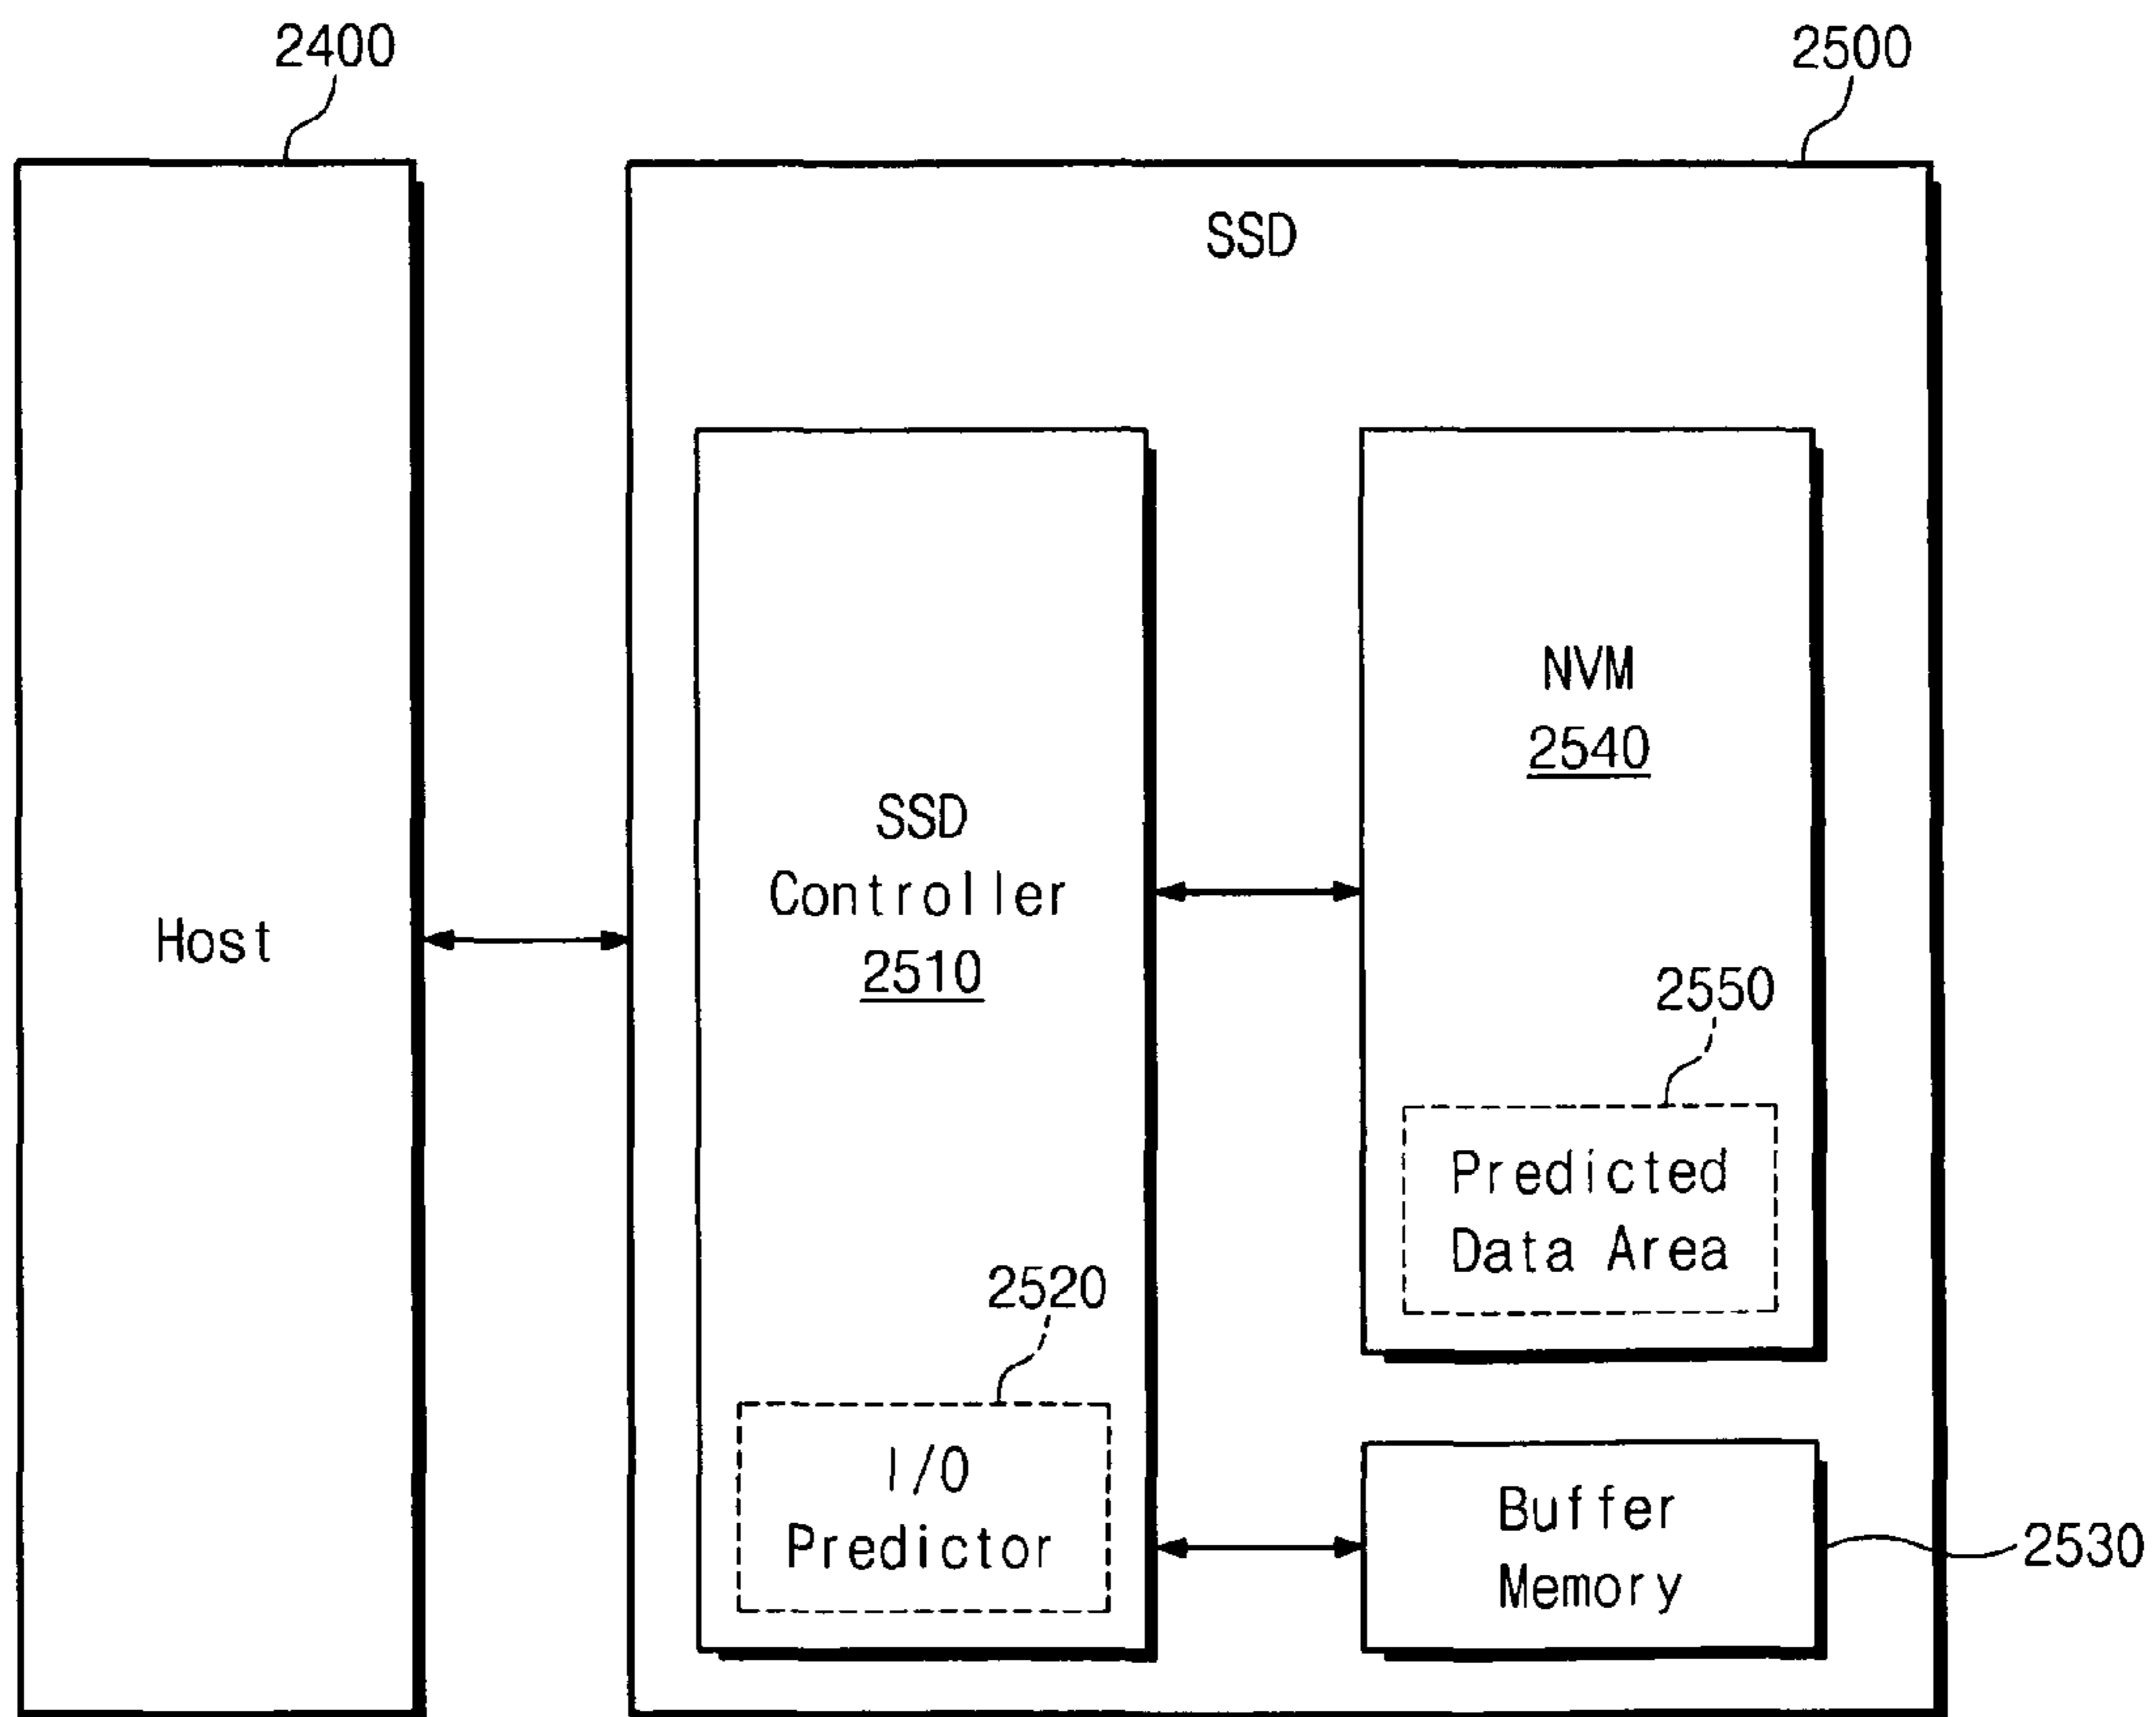 2400
2500
SSD
Host
SSD
Controller
2510
NVM
2540
2550
Predicted
Data Area
2520
I/O
Predictor
Buffer
Memory
2530